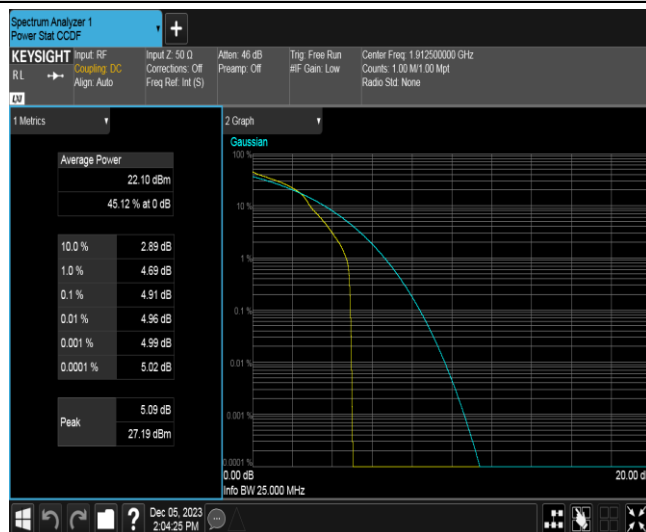 Spectrum Analyzer 1
Power Stat CCDF
+
KEYSIGHT
RL
Input: RF
Coupling: DC
Align: Auto
Input Z: 50 Ω
Corrections: Off
Freq Ref: Int (S)
Atten: 46 dB
Preamp: Off
Trig: Free Run
#IF Gain: Low
Center Freq: 1.912500000 GHz
Counts: 1.00 M/1.00 Mpt
Radio Std: None
LXI
1 Metrics
Average Power
22.10 dBm
45.12 % at 0 dB
10.0 % 2.89 dB
1.0 % 4.69 dB
0.1 % 4.91 dB
0.01 % 4.96 dB
0.001 % 4.99 dB
0.0001 % 5.02 dB
Peak
5.09 dB
27.19 dBm
2 Graph
Gaussian
100 %
10 %
1 %
0.1 %
0.01 %
0.001 %
0.0001 %
0.00 dB
20.00 d
Info BW 25.000 MHz
?
Dec 05, 2023
2:04:25 PM